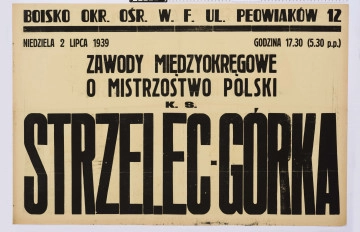 BOISKO OKR. OŚR. W. F. UL. PEOWIAKÓW 12
NIEDZIELA 2 LIPCA 1939 GODZINA 17.30 (5.30 p.p.)
ZAWODY MIĘDZYOKRĘGOWE
O MISTRZOSTWO POLSKI
K. S.
STRZELEC-GÓRKA